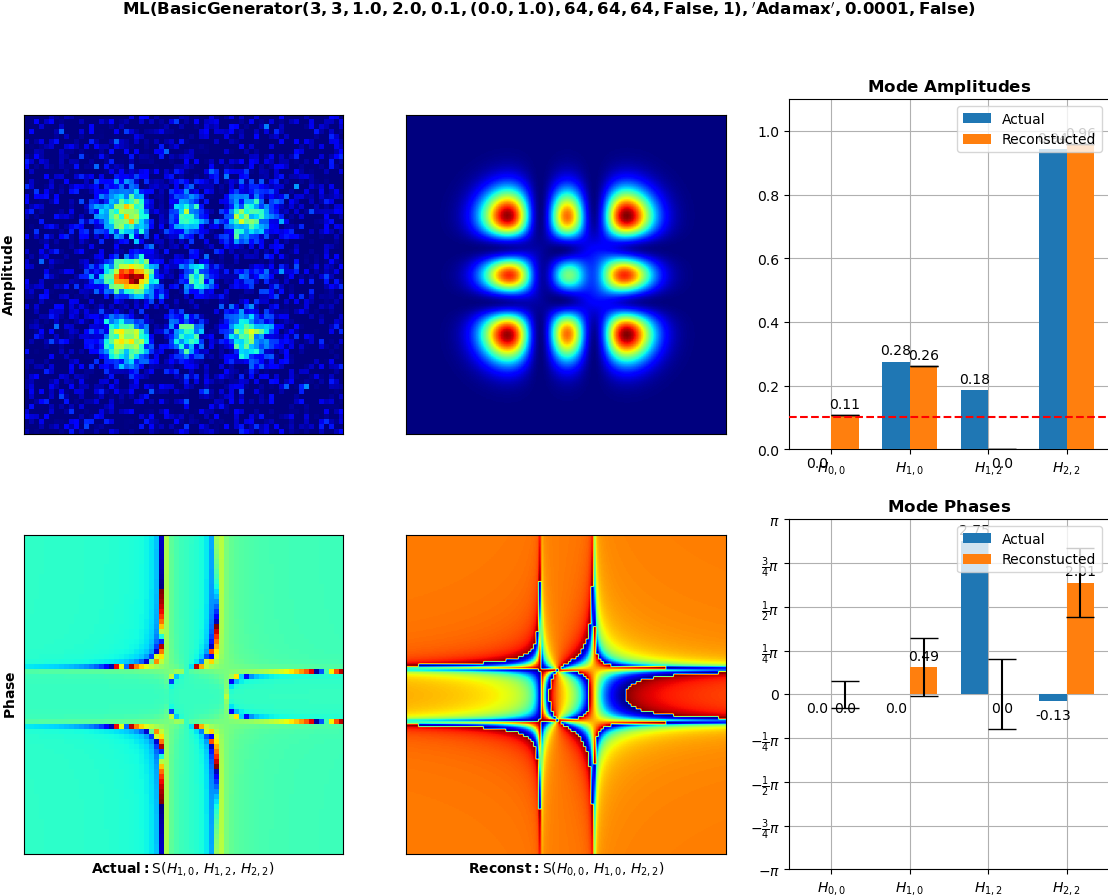 ML(BasicGenerator(3, 3, 1.0, 2.0, 0.1, (0.0, 1.0), 64, 64, 64, False, 1), ′Adamax′, 0.0001, False)
Mode Amplitudes
Actual
Reconstucted
1.0
0.8
0.6
0.4
0.2
0.0
0.96
0.28
0.26
0.18
0.11
0.0
0.0
H0,0
H1,0
H1,2
H2,2
Amplitude
Mode Phases
Actual
Reconstucted
π
3/4π
1/2π
1/4π
0
−1/4π
−1/2π
−3/4π
−π
2.75
2.01
0.49
0.0
0.0
0.0
0.0
-0.13
H0,0
H1,0
H1,2
H2,2
Phase
Actual: S(H1,0, H1,2, H2,2)
Reconst: S(H0,0, H1,0, H2,2)